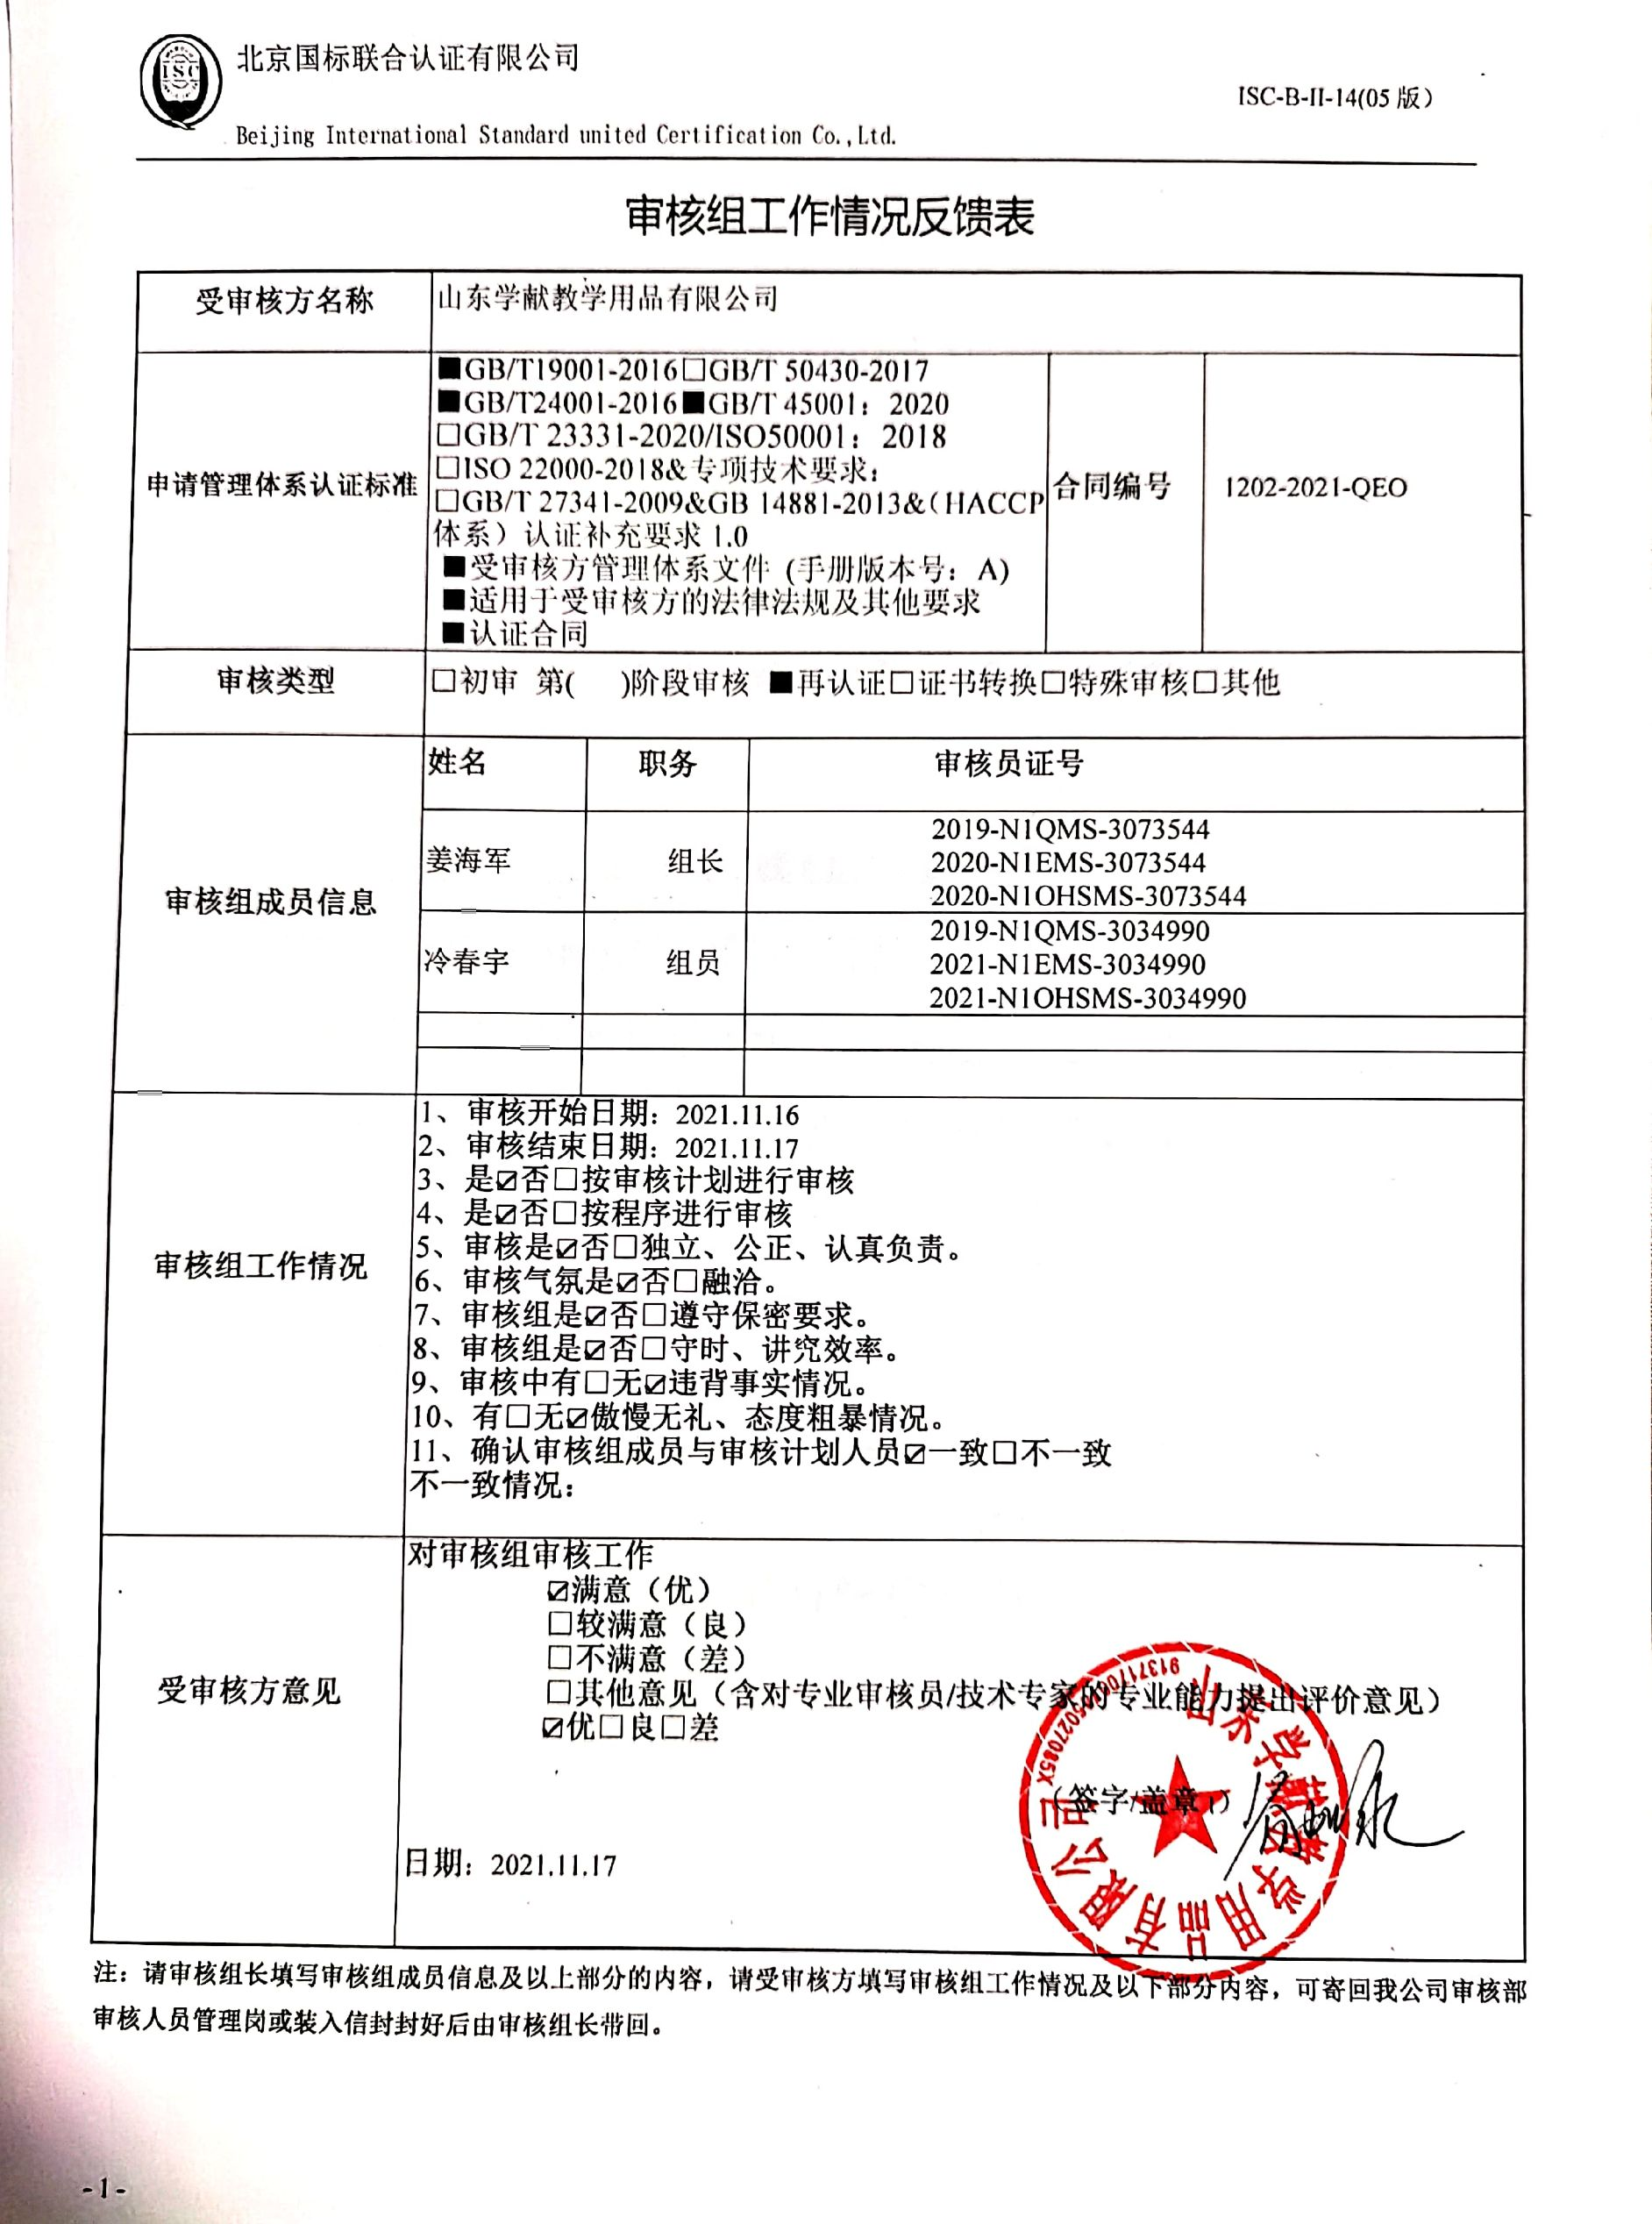 ISC
北京国标联合认证有限公司
ISC-B-II-14(05 版)
Beijing International Standard united Certification Co.,Ltd.
审核组工作情况反馈表
受审核方名称
山东学献教学用品有限公司
申请管理体系认证标准
■GB/T19001-2016□GB/T 50430-2017
■GB/T24001-2016■GB/T 45001：2020
□GB/T 23331-2020/ISO50001：2018
□ISO 22000-2018&专项技术要求：
□GB/T 27341-2009&GB 14881-2013&（HACCP
体系）认证补充要求 1.0
■受审核方管理体系文件 (手册版本号：A)
■适用于受审核方的法律法规及其他要求
■认证合同
合同编号
1202-2021-QEO
审核类型
□初审 第( )阶段审核 ■再认证□证书转换□特殊审核□其他
审核组成员信息
姓名 职务 审核员证号
姜海军 组长
2019-N1QMS-3073544
2020-N1EMS-3073544
2020-N1OHSMS-3073544
冷春宇 组员
2019-N1QMS-3034990
2021-N1EMS-3034990
2021-N1OHSMS-3034990
审核组工作情况
1、审核开始日期：2021.11.16
2、审核结束日期：2021.11.17
3、是☑否□按审核计划进行审核
4、是☑否□按程序进行审核
5、审核是☑否□独立、公正、认真负责。
6、审核气氛是☑否□融洽。
7、审核组是☑否□遵守保密要求。
8、审核组是☑否□守时、讲究效率。
9、审核中有□无☑违背事实情况。
10、有□无☑傲慢无礼、态度粗暴情况。
11、确认审核组成员与审核计划人员☑一致□不一致
不一致情况：
受审核方意见
对审核组审核工作
☑满意（优）
□较满意（良）
□不满意（差）
□其他意见（含对专业审核员/技术专家的专业能力提出评价意见）
☑优□良□差
（签字/盖章）
山东学献教学用品有限公司
日期：2021.11.17
注：请审核组长填写审核组成员信息及以上部分的内容，请受审核方填写审核组工作情况及以下部分内容，可寄回我公司审核部
审核人员管理岗或装入信封封好后由审核组长带回。
-1-